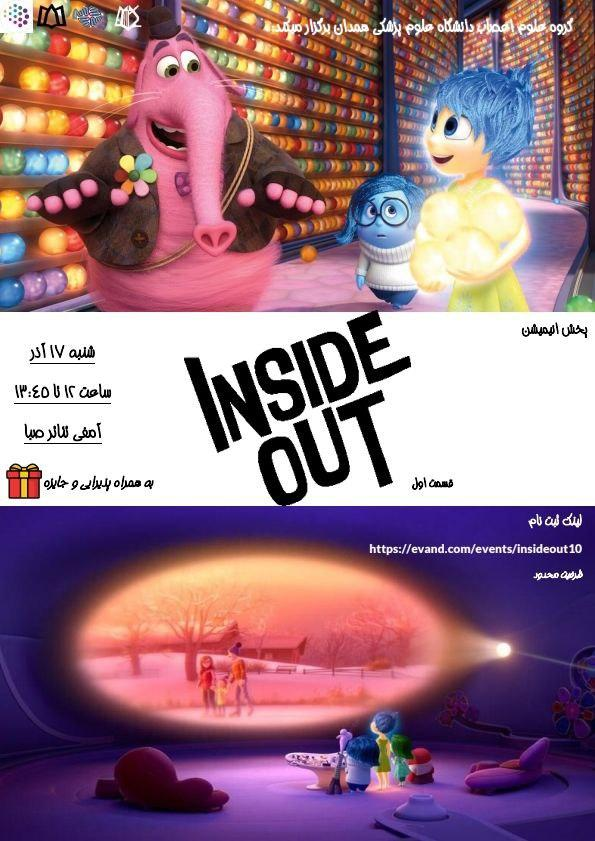 گروه علوم اعصاب دانشگاه علوم پزشکی همدان برگزار میکند:
پخش انیمیشن
INSIDE
OUT
قسمت اول
شنبه ۱۷ آذر
ساعت ۱۲ تا ۱۳:۴۵
آمفی تئاتر صبا
به همراه پذیرایی و جایزه
لینک ثبت نام:
https://evand.com/events/insideout10
ظرفیت محدود